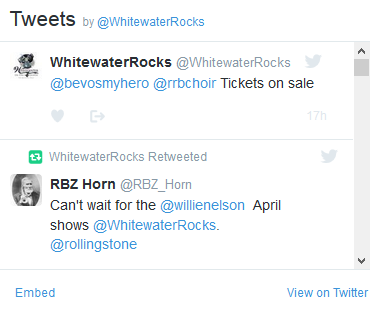 Tweets by @WhitewaterRocks
WhitewaterRocks @WhitewaterRocks
@bevosmyhero @rrbchoir Tickets on sale
17h
WhitewaterRocks Retweeted
RBZ Horn @RBZ_Horn
Can't wait for the @willienelson April
shows @WhitewaterRocks.
@rollingstone
Embed View on Twitter